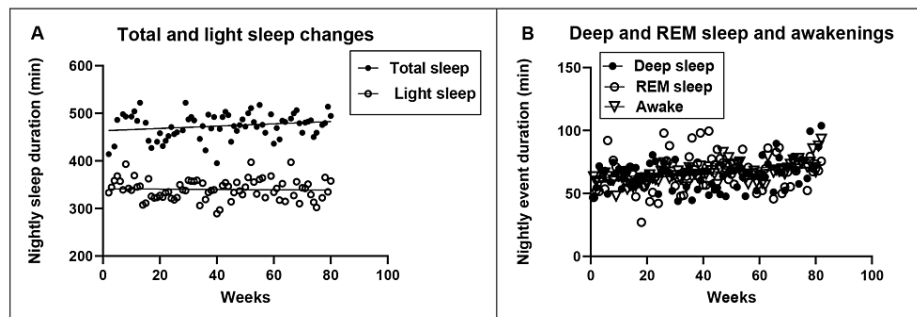 A Total and light sleep changes
Nightly sleep duration (min)
600
500
400
300
200
Total sleep
Light sleep
0 20 40 60 80 100
Weeks
B Deep and REM sleep and awakenings
Nightly event duration (min)
150
100
50
0
Deep sleep
REM sleep
Awake
0 20 40 60 80 100
Weeks